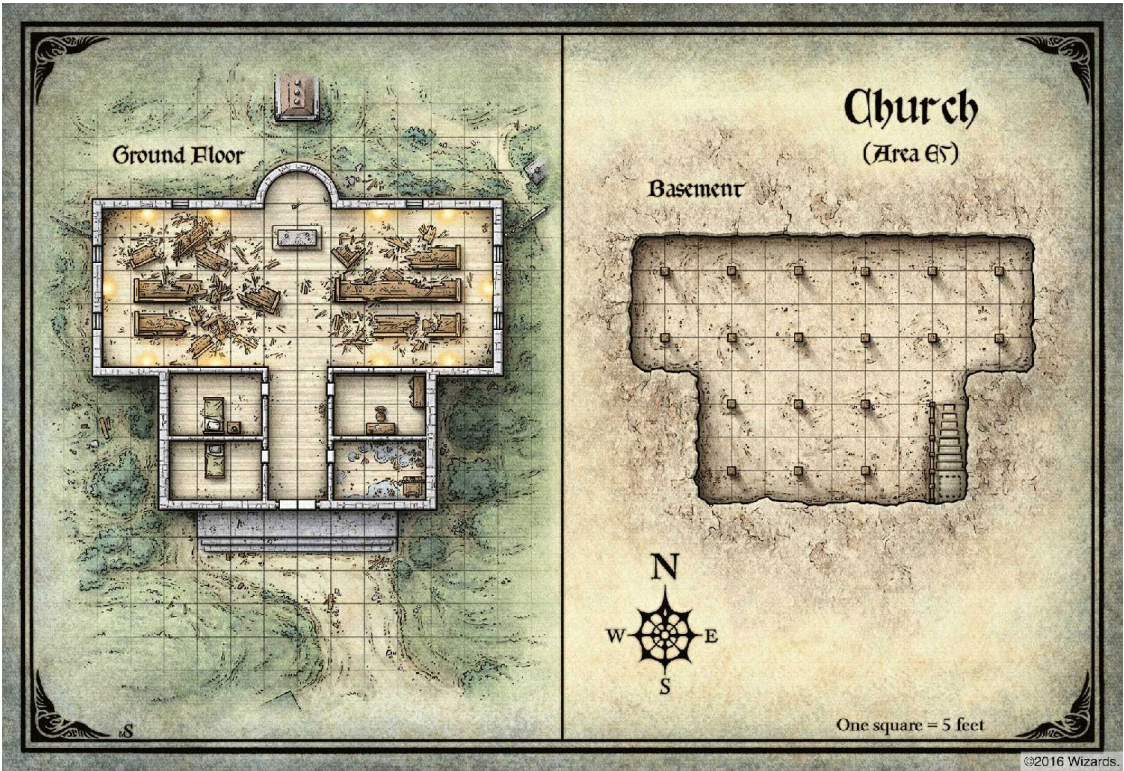 Church
(Area E5)
Ground Floor
Basement
N
W E
S
One square = 5 feet
©2016 Wizards.